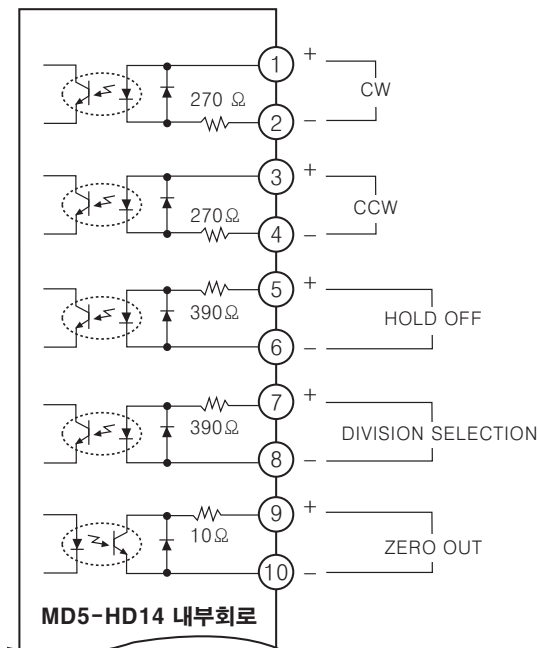 1 +
CW
270 Ω
2 −
3 +
CCW
270Ω
4 −
5 +
390Ω
HOLD OFF
6 −
7 +
390Ω
DIVISION SELECTION
8 −
9 +
10Ω
ZERO OUT
10 −
MD5-HD14 내부회로